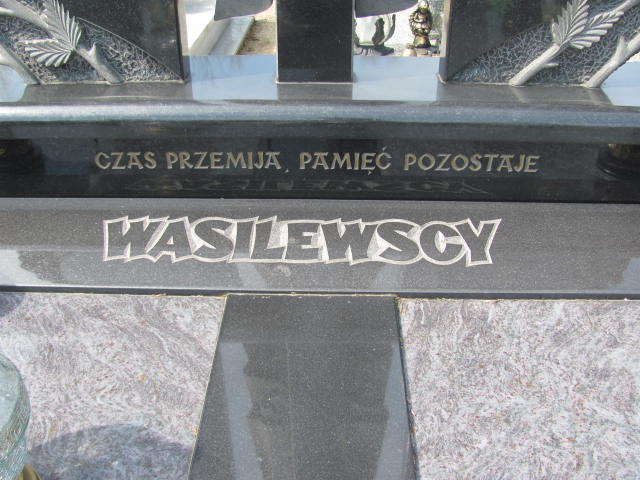 CZAS PRZEMIJA, PAMIĘĆ POZOSTAJE
WASILEWSCY